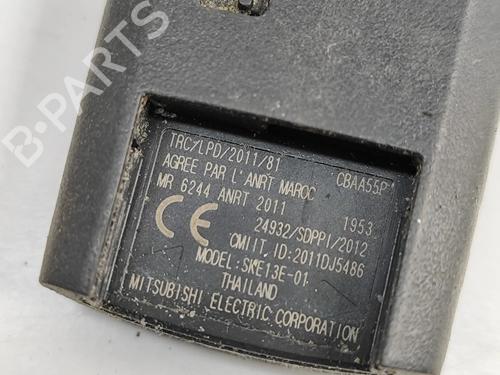 TRC/LPD/2011/81 CBAA55P
AGREE PAR L'ANRT MAROC
MR 6244 ANRT 2011 1953
CE 24932/SDPPI/2012
CMIIT, ID:2011DJ5486
MODEL: SKE13E-01
THAILAND
MITSUBISHI ELECTRIC CORPORATION
B-PARTS